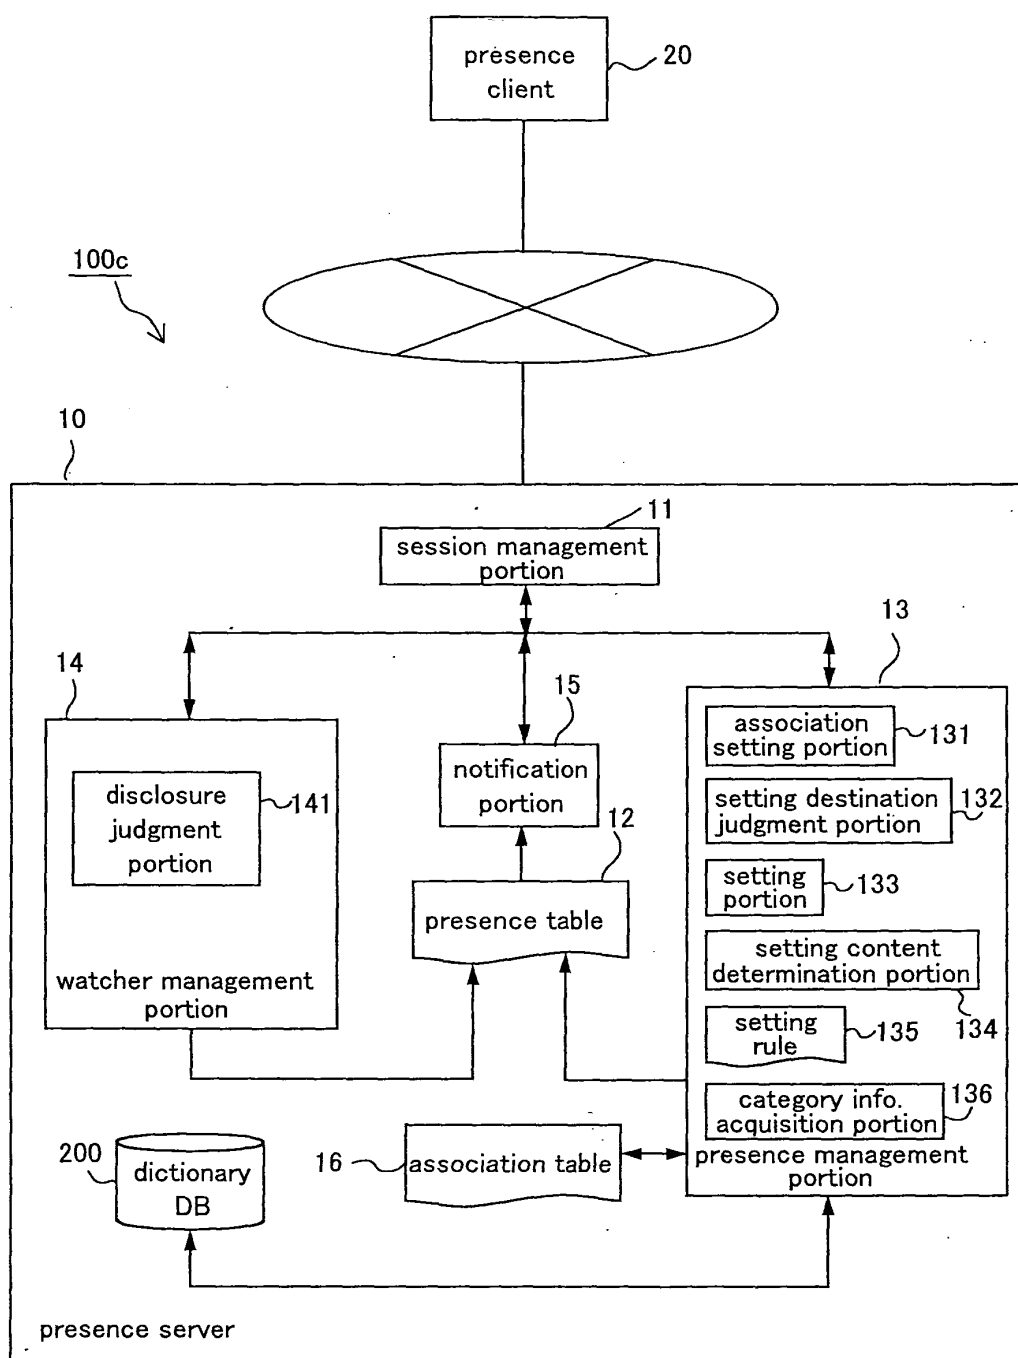 presence
client
20
100c
10
11
session management
portion
13
14
15
association
setting portion
131
notification
portion
disclosure
judgment
portion
141
setting destination
judgment portion
132
12
setting
portion
133
presence table
setting content
determination portion
134
watcher management
portion
setting
rule
135
category info.
acquisition portion
136
presence management
portion
16
association table
200
dictionary
DB
presence server